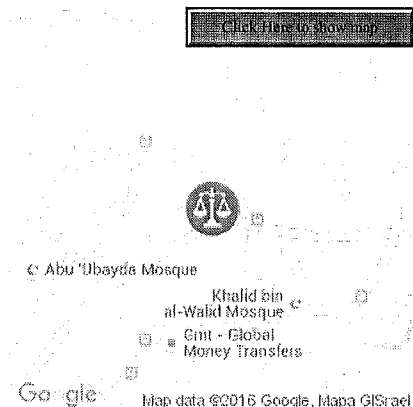 Click Here to show map
Abu 'Ubayda Mosque
Khalid bin
al-Walid Mosque
Gmt - Global
Money Transfers
Google
Map data ©2016 Google, Mapa GISrael